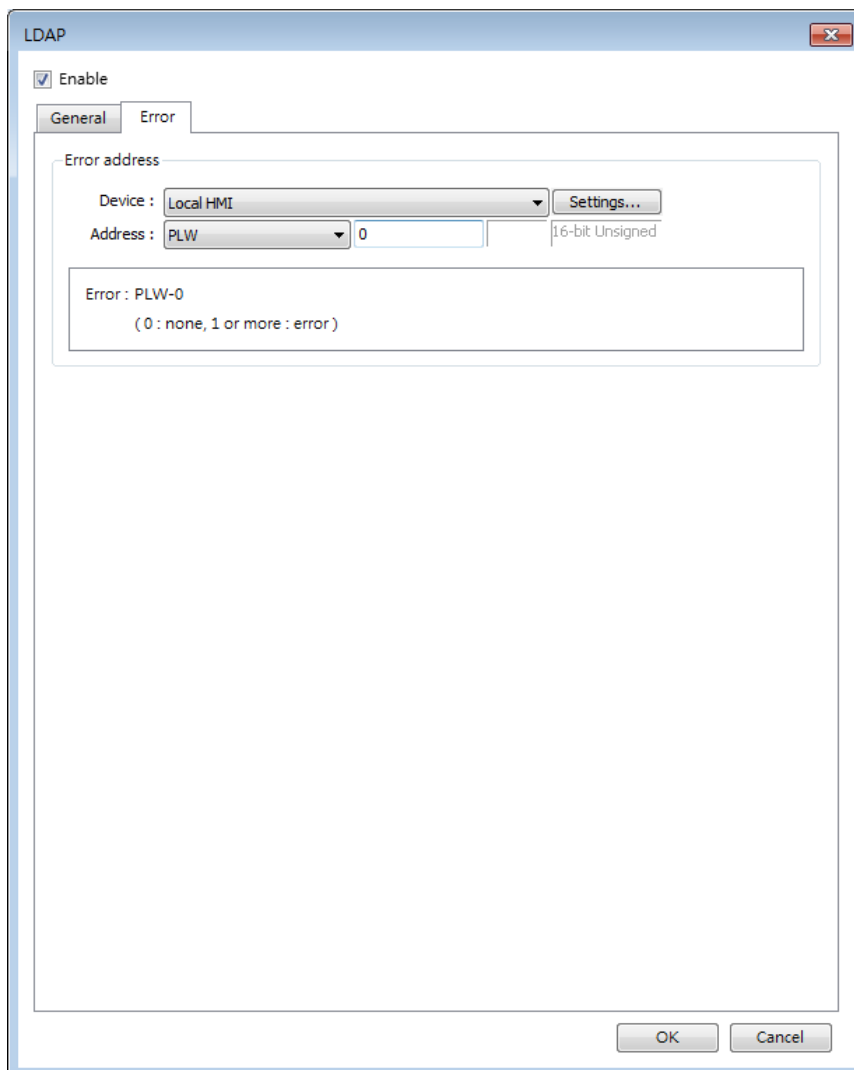 LDAP
Enable
General Error
Error address
Device : Local HMI Settings...
Address : PLW 0 16-bit Unsigned
Error : PLW-0
( 0 : none, 1 or more : error )
OK Cancel